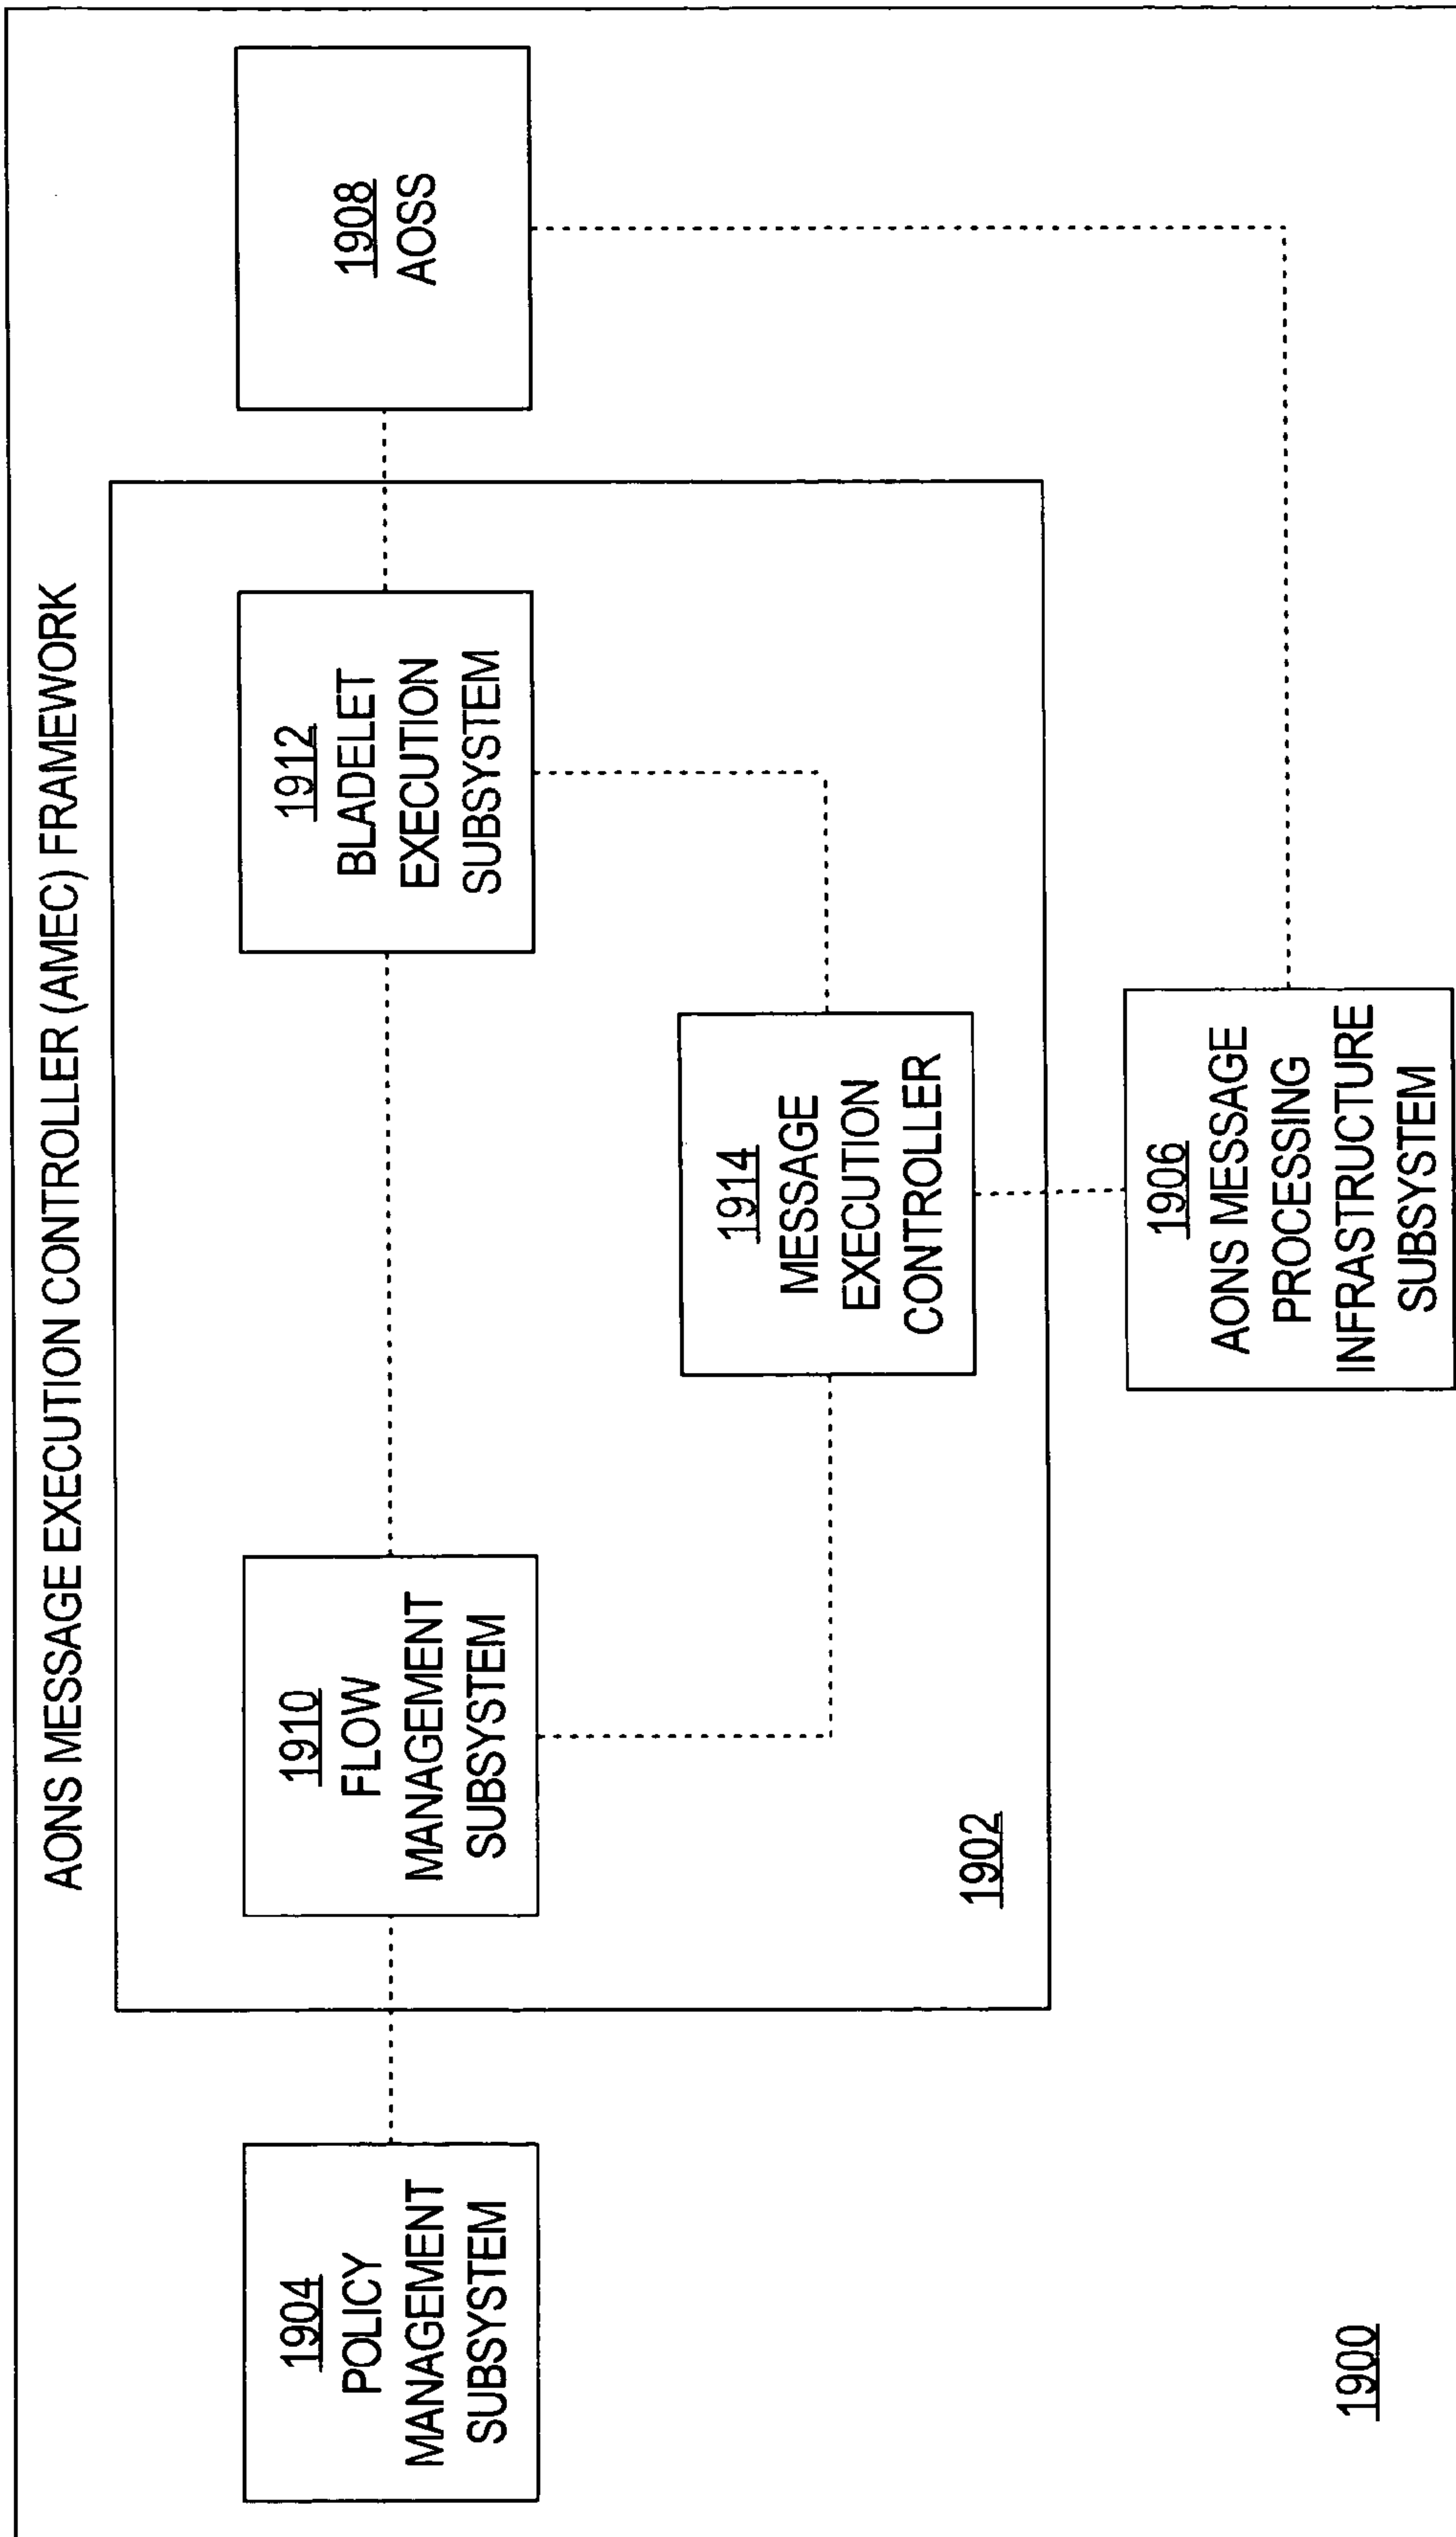 AONS MESSAGE EXECUTION CONTROLLER (AMEC) FRAMEWORK
1904
POLICY
MANAGEMENT
SUBSYSTEM
1910
FLOW
MANAGEMENT
SUBSYSTEM
1912
BLADELET
EXECUTION
SUBSYSTEM
1908
AOSS
1914
MESSAGE
EXECUTION
CONTROLLER
1902
1906
AONS MESSAGE
PROCESSING
INFRASTRUCTURE
SUBSYSTEM
1900